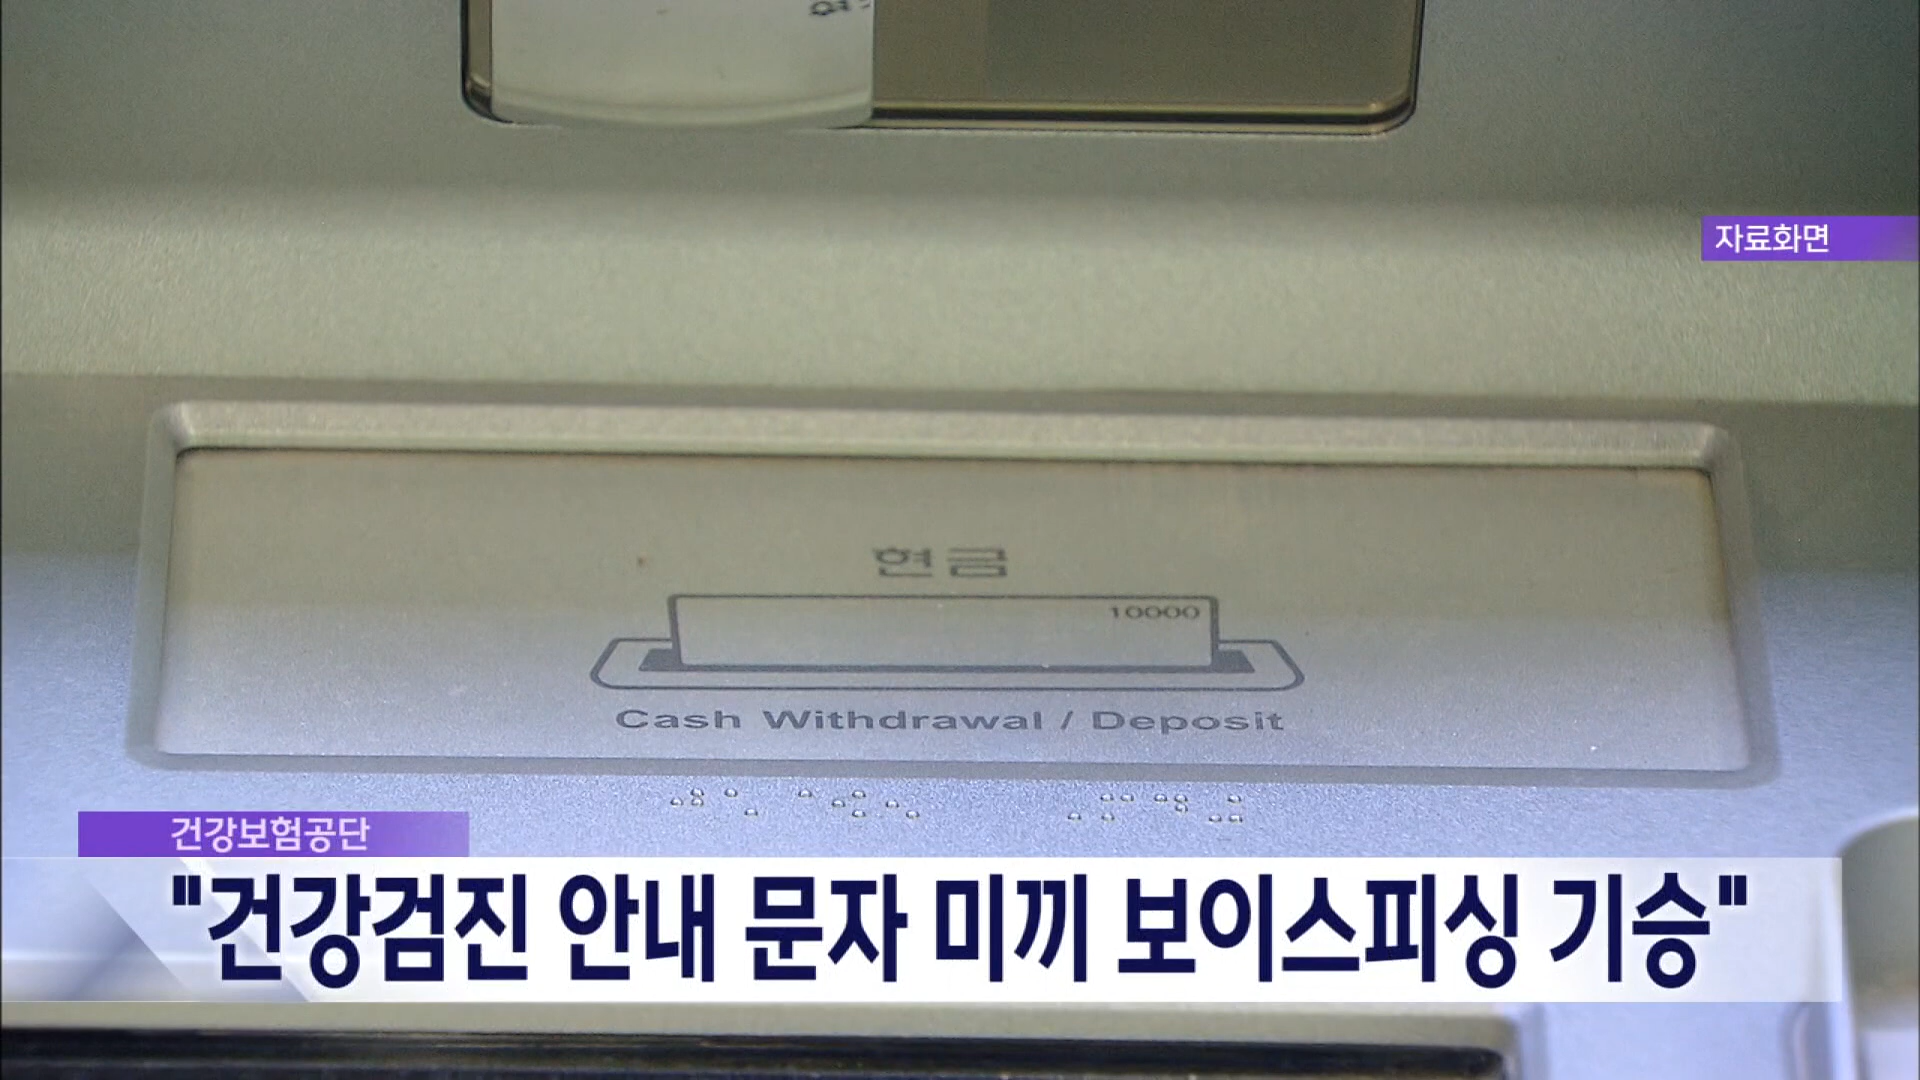 자료화면
현금
10000
Cash Withdrawal / Deposit
건강보험공단
"건강검진 안내 문자 미끼 보이스피싱 기승"